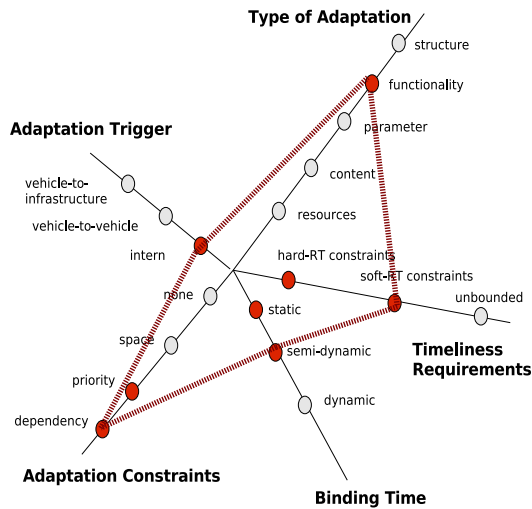 Type of Adaptation
structure
functionality
Adaptation Trigger
parameter
vehicle-to-
infrastructure
content
vehicle-to-vehicle
resources
intern
hard-RT constraints
soft-RT constraints
none
unbounded
static
space
semi-dynamic
Timeliness
Requirements
priority
dynamic
dependency
Adaptation Constraints
Binding Time